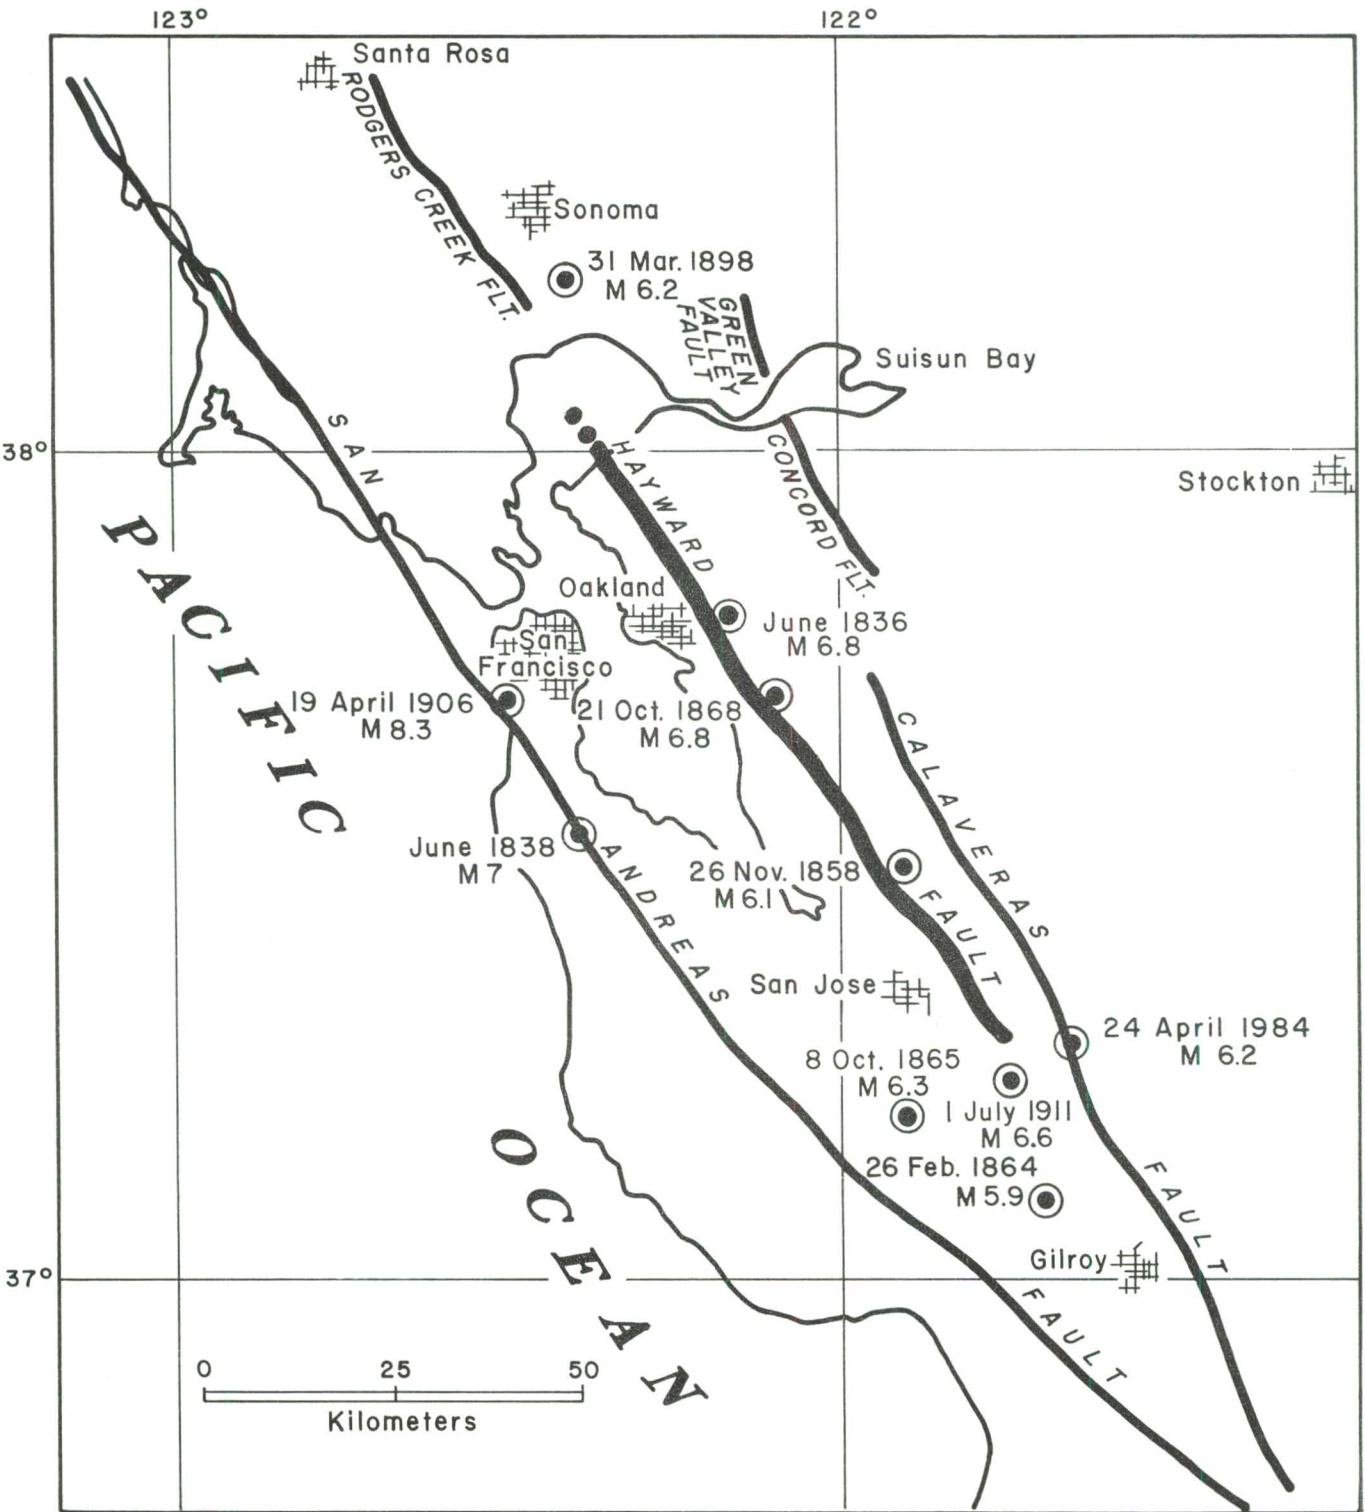 123°
122°
Santa Rosa
RODGERS CREEK FLT.
Sonoma
31 Mar. 1898
M 6.2
GREEN
VALLEY
FAULT
Suisun Bay
38°
SAN
HAYWARD
CONCORD FLT.
Stockton
PACIFIC
Oakland
June 1836
M 6.8
San
Francisco
19 April 1906
M 8.3
21 Oct. 1868
M 6.8
CALAVERAS
June 1838
M 7
ANDREAS
26 Nov. 1858
M 6.1
FAULT
San Jose
24 April 1984
M 6.2
8 Oct. 1865
M 6.3
1 July 1911
M 6.6
OCEAN
26 Feb. 1864
M 5.9
FAULT
Gilroy
37°
FAULT
0 25 50
Kilometers